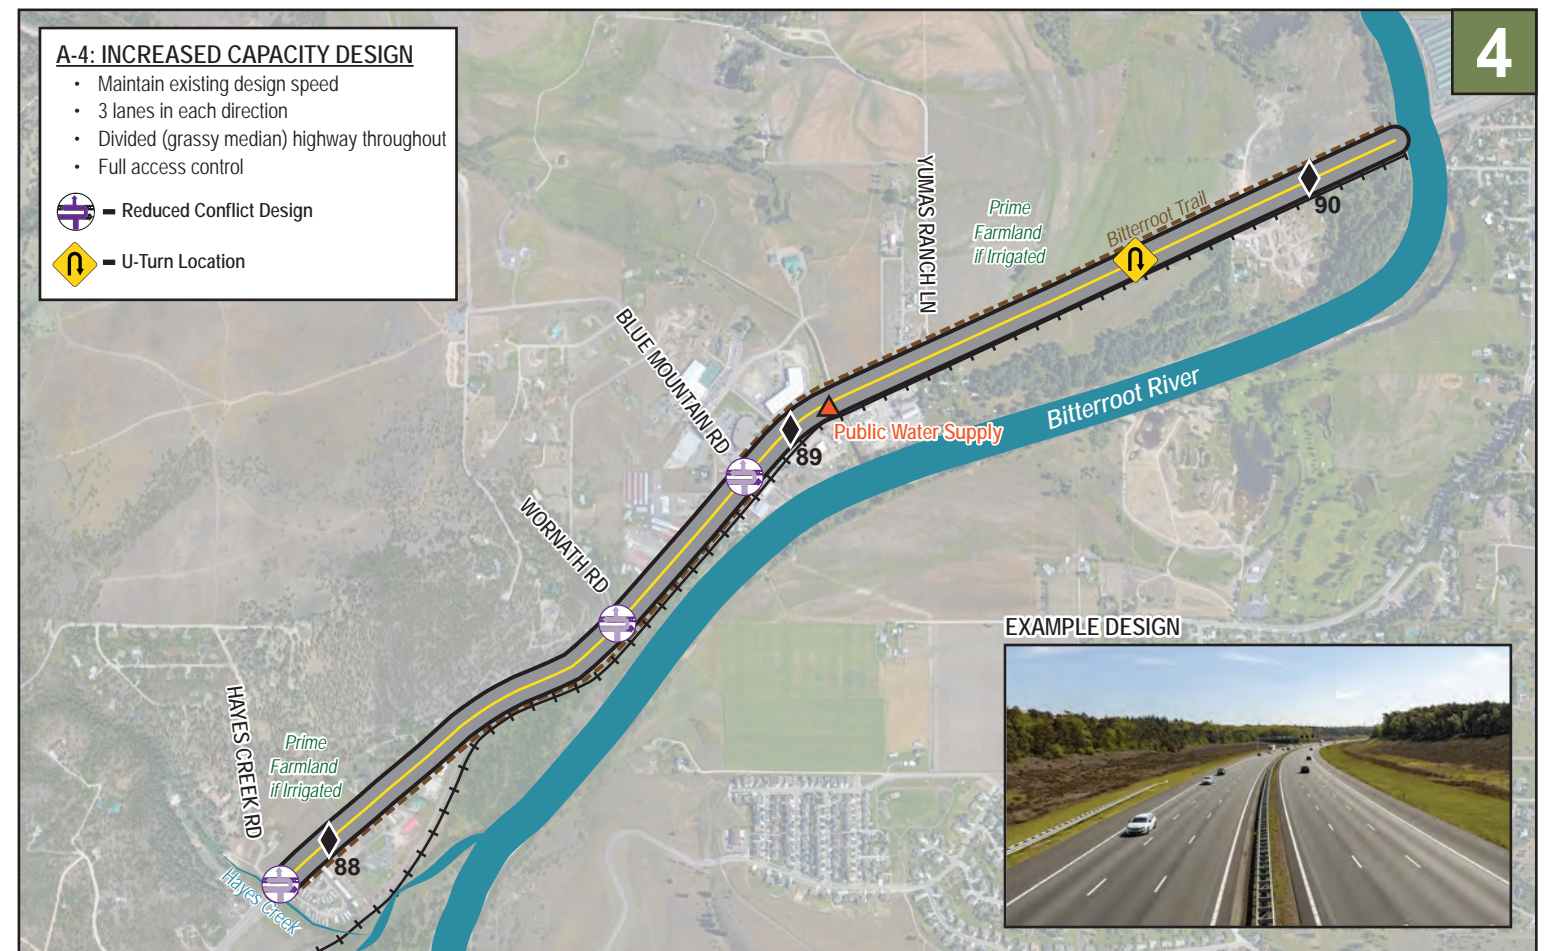 4
A-4: INCREASED CAPACITY DESIGN
• Maintain existing design speed
• 3 lanes in each direction
• Divided (grassy median) highway throughout
• Full access control
– Reduced Conflict Design
– U-Turn Location
YUMAS RANCH LN
Prime
Farmland
if Irrigated
Bitterroot Trail
90
BLUE MOUNTAIN RD
Public Water Supply
89
Bitterroot River
WORNATH RD
EXAMPLE DESIGN
HAYES CREEK RD
Prime
Farmland
if Irrigated
88
Hayes Creek